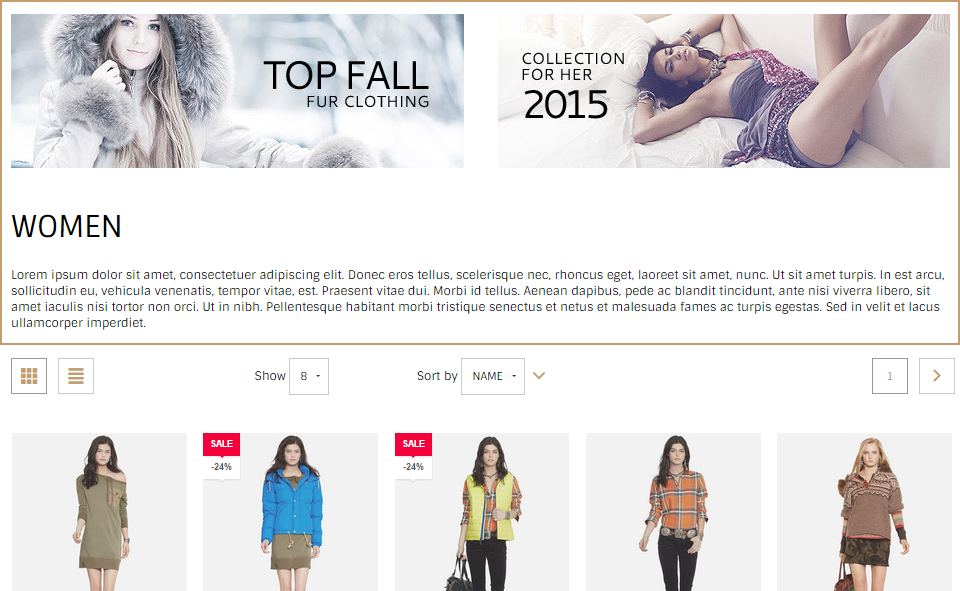 TOP FALL
FUR CLOTHING
COLLECTION
FOR HER
2015
WOMEN
Lorem ipsum dolor sit amet, consectetuer adipiscing elit. Donec eros tellus, scelerisque nec, rhoncus eget, laoreet sit amet, nunc. Ut sit amet turpis. In est arcu,
sollicitudin eu, vehicula venenatis, tempor vitae, est. Praesent vitae dui. Morbi id tellus. Aenean dapibus, pede ac blandit tincidunt, ante nisi viverra libero, sit
amet iaculis nisi tortor non orci. Ut in nibh. Pellentesque habitant morbi tristique senectus et netus et malesuada fames ac turpis egestas. Sed in velit et lacus
ullamcorper imperdiet.
Show 8 Sort by NAME 1
SALE SALE
-24% -24%